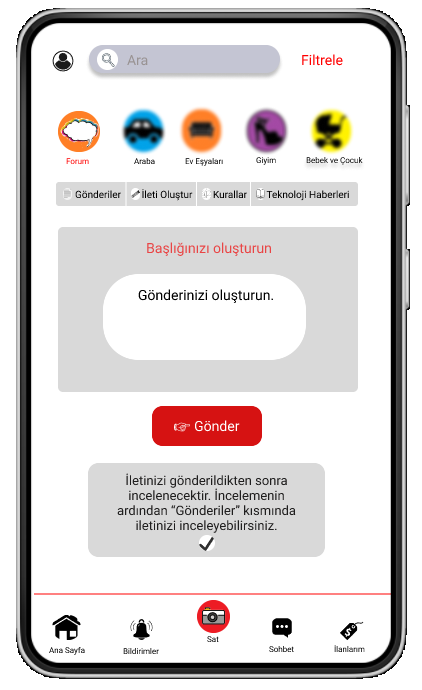 Ara
Filtrele
Forum
Araba
Ev Eşyaları
Giyim
Bebek ve Çocuk
Gönderiler
İleti Oluştur
Kurallar
Teknoloji Haberleri
Başlığınızı oluşturun
Gönderinizi oluşturun.
Gönder
İletinizi gönderildikten sonra
incelenecektir. İncelemenin
ardından “Gönderiler” kısmında
iletinizi inceleyebilirsiniz.
Ana Sayfa
Bildirimler
Sat
Sohbet
İlanlarım